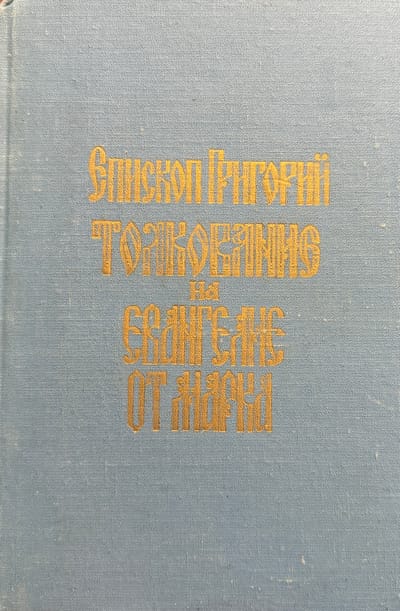 Епископ Григорий
Толкование
на
Евангелие
от Марка